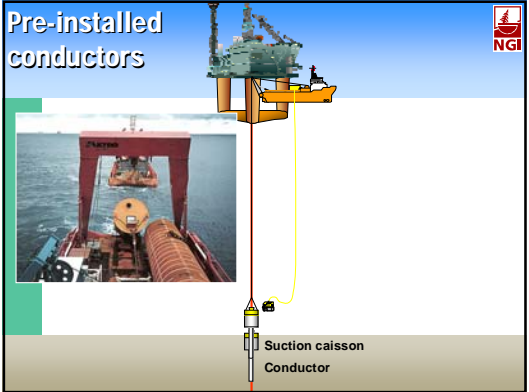 Pre-installed
conductors
NGI
Suction caisson
Conductor